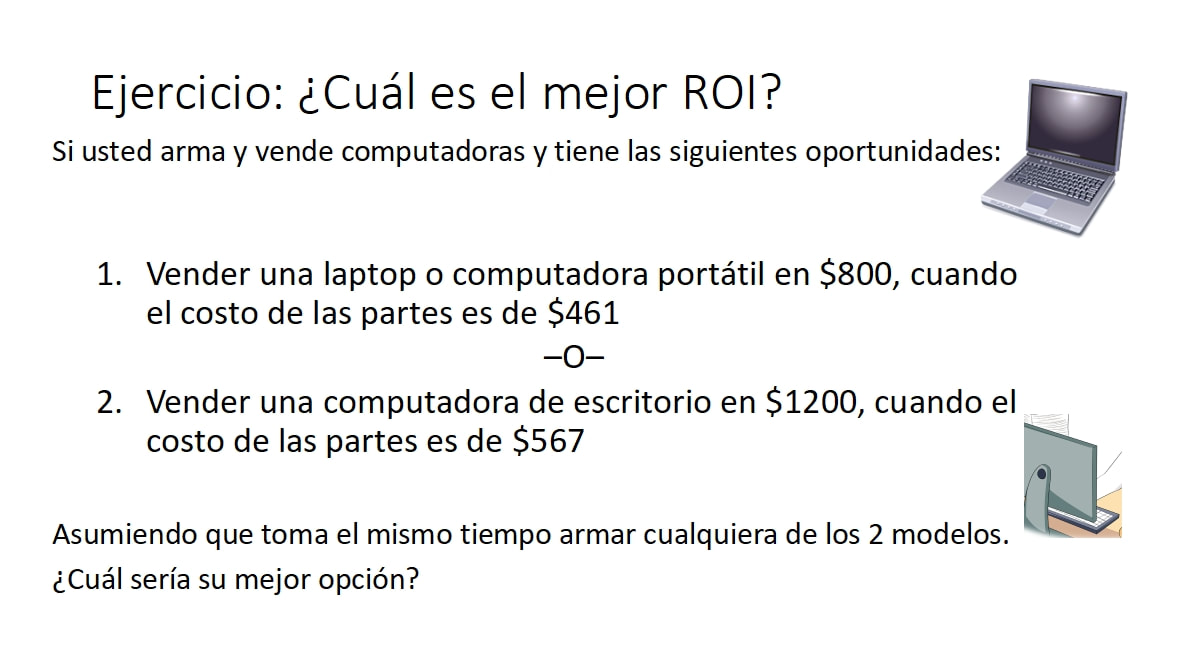 Ejercicio: ¿Cuál es el mejor ROI?
Si usted arma y vende computadoras y tiene las siguientes oportunidades:
1. Vender una laptop o computadora portátil en $800, cuando
el costo de las partes es de $461
–O–
2. Vender una computadora de escritorio en $1200, cuando el
costo de las partes es de $567
Asumiendo que toma el mismo tiempo armar cualquiera de los 2 modelos.
¿Cuál sería su mejor opción?